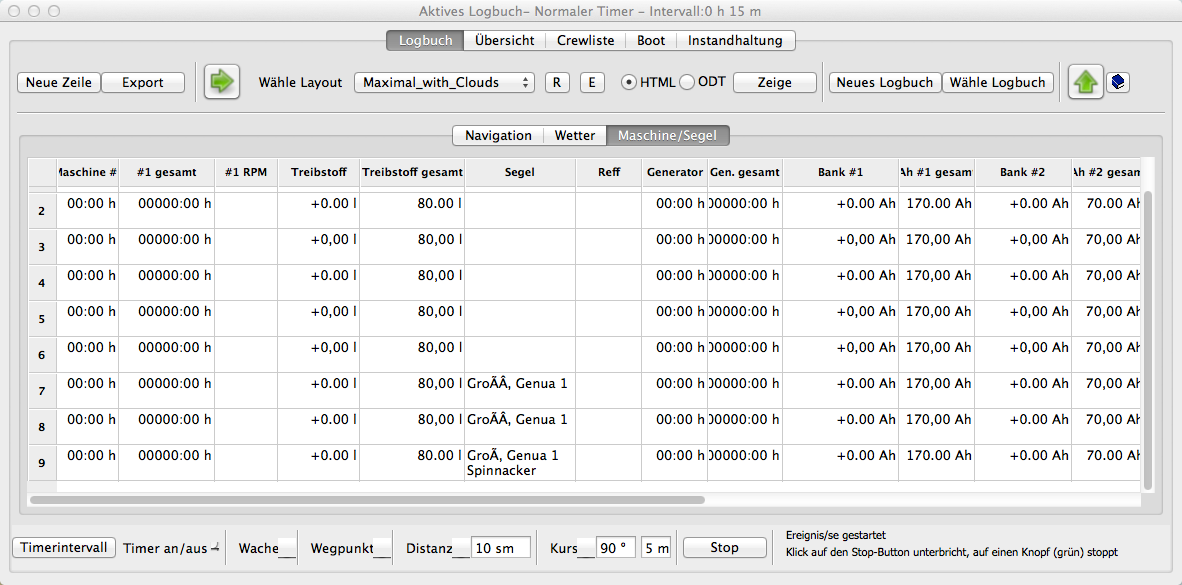 Aktives Logbuch– Normaler Timer – Intervall:0 h 15 m
Logbuch Übersicht Crewliste Boot Instandhaltung
Neue Zeile Export Wähle Layout Maximal_with_Clouds R E HTML ODT Zeige Neues Logbuch Wähle Logbuch
Navigation Wetter Maschine/Segel
Maschine # #1 gesamt #1 RPM Treibstoff Treibstoff gesamt Segel Reff Generator Gen. gesamt Bank #1 Ah #1 gesamt Bank #2 Ah #2 gesam
2 00:00 h 00000:00 h +0.00 l 80.00 l 00:00 h 00000:00 h +0.00 Ah 170.00 Ah +0.00 Ah 70.00 Ah
3 00:00 h 00000:00 h +0,00 l 80,00 l 00:00 h 00000:00 h +0,00 Ah 170,00 Ah +0,00 Ah 70,00 Ah
4 00:00 h 00000:00 h +0.00 l 80,00 l 00:00 h 00000:00 h +0.00 Ah 170,00 Ah +0.00 Ah 70,00 Ah
5 00:00 h 00000:00 h +0,00 l 80,00 l 00:00 h 00000:00 h +0,00 Ah 170,00 Ah +0,00 Ah 70,00 Ah
6 00:00 h 00000:00 h +0,00 l 80,00 l 00:00 h 00000:00 h +0,00 Ah 170,00 Ah +0,00 Ah 70,00 Ah
7 00:00 h 00000:00 h +0.00 l 80,00 l GroÃÂ, Genua 1 00:00 h 00000:00 h +0.00 Ah 170,00 Ah +0.00 Ah 70,00 Ah
8 00:00 h 00000:00 h +0.00 l 80,00 l GroÃÂ, Genua 1 00:00 h 00000:00 h +0.00 Ah 170,00 Ah +0.00 Ah 70,00 Ah
9 00:00 h 00000:00 h +0.00 l 80.00 l GroÃ, Genua 1 00:00 h 00000:00 h +0.00 Ah 170.00 Ah +0.00 Ah 70.00 Ah
Spinnacker
Timerintervall Timer an/aus Wache Wegpunkt Distanz 10 sm Kurs 90 ° 5 m Stop
Ereignis/se gestartet
Klick auf den Stop-Button unterbricht, auf einen Knopf (grün) stoppt